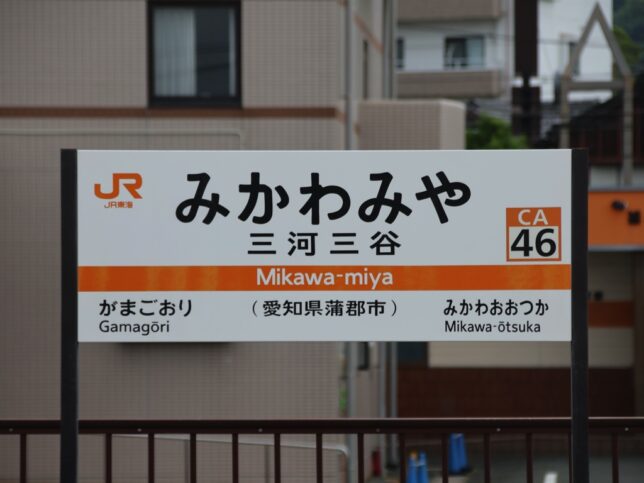 JR
JR東海
みかわみや
三河三谷
CA
46
Mikawa-miya
がまごおり
Gamagōri
（愛知県蒲郡市）
みかわおおつか
Mikawa-ōtsuka